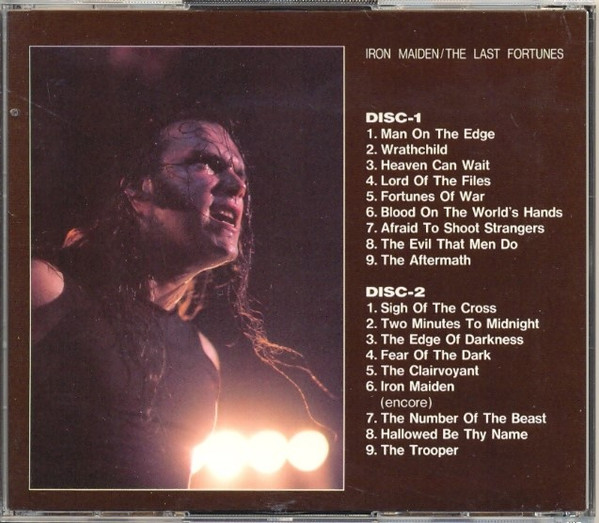 IRON MAIDEN/THE LAST FORTUNES
DISC-1
1. Man On The Edge
2. Wrathchild
3. Heaven Can Wait
4. Lord Of The Files
5. Fortunes Of War
6. Blood On The World's Hands
7. Afraid To Shoot Strangers
8. The Evil That Men Do
9. The Aftermath
DISC-2
1. Sigh Of The Cross
2. Two Minutes To Midnight
3. The Edge Of Darkness
4. Fear Of The Dark
5. The Clairvoyant
6. Iron Maiden
(encore)
7. The Number Of The Beast
8. Hallowed Be Thy Name
9. The Trooper